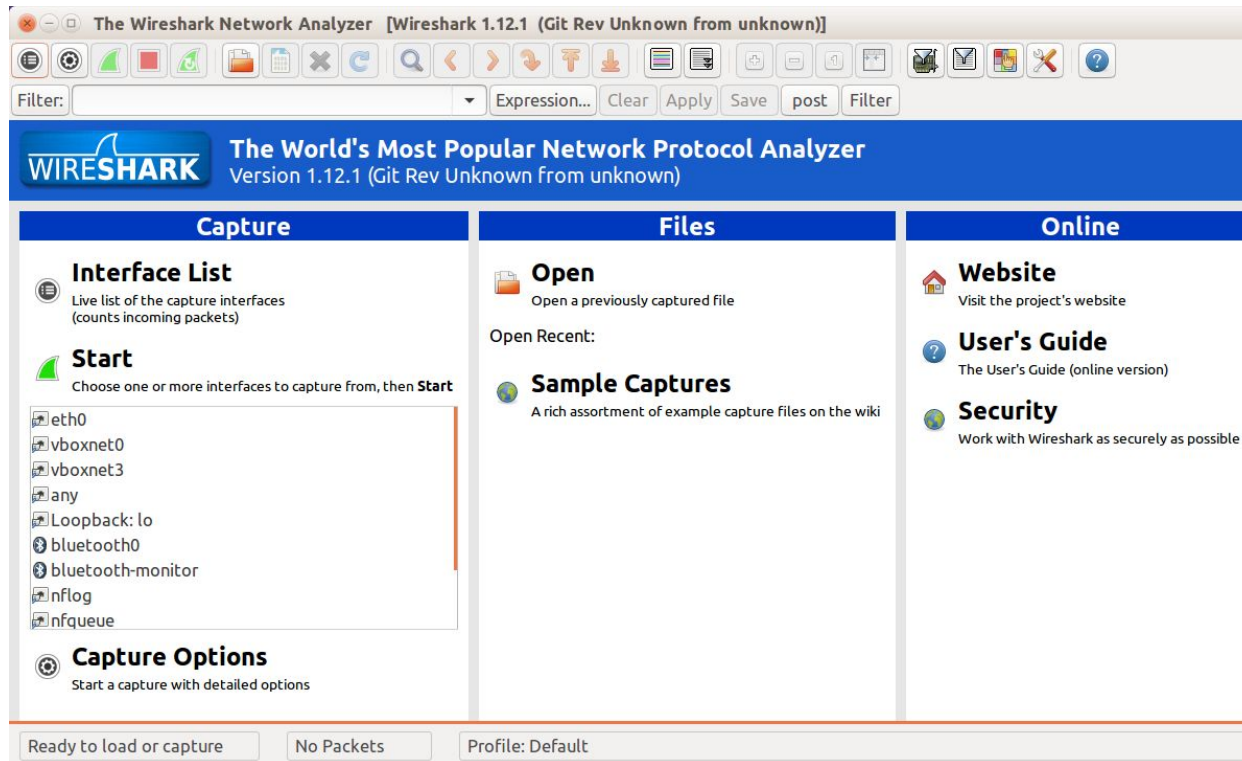 The Wireshark Network Analyzer [Wireshark 1.12.1 (Git Rev Unknown from unknown)]
Filter: Expression... Clear Apply Save post Filter
WIRESHARK
The World's Most Popular Network Protocol Analyzer
Version 1.12.1 (Git Rev Unknown from unknown)
Capture
Interface List
Live list of the capture interfaces
(counts incoming packets)
Start
Choose one or more interfaces to capture from, then Start
eth0
vboxnet0
vboxnet3
any
Loopback: lo
bluetooth0
bluetooth-monitor
nflog
nfqueue
Capture Options
Start a capture with detailed options
Files
Open
Open a previously captured file
Open Recent:
Sample Captures
A rich assortment of example capture files on the wiki
Online
Website
Visit the project's website
User's Guide
The User's Guide (online version)
Security
Work with Wireshark as securely as possible
Ready to load or capture No Packets Profile: Default